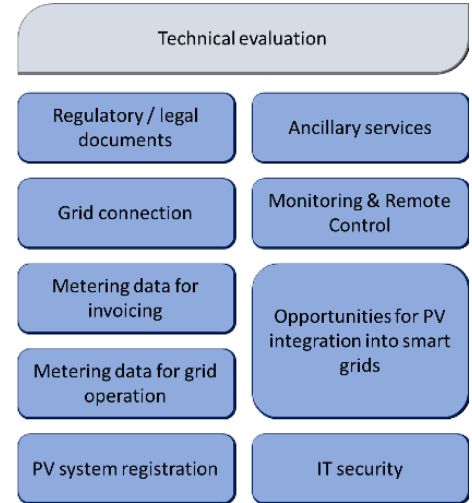 Technical evaluation
Regulatory / legal
documents
Ancillary services
Grid connection
Monitoring & Remote
Control
Metering data for
invoicing
Opportunities for PV
integration into smart
grids
Metering data for grid
operation
PV system registration
IT security